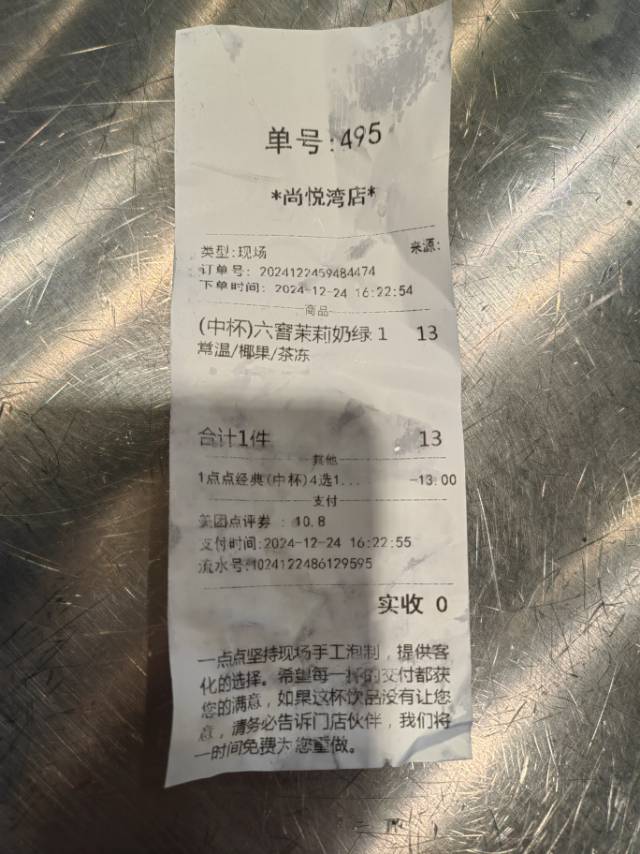 单号:495
*尚悦湾店*
类型:现场 来源:
订单号: 2024122459484474
下单时间: 2024-12-24 16:22:54
商品
(中杯)六窨茉莉奶绿 1 13
常温/椰果/茶冻
合计1件 13
其他
1点点经典(中杯)4选1... -13.00
支付
美团点评券 : 10.8
支付时间:2024-12-24 16:22:55
流水号:1024122486129595
实收 0
一点点坚持现场手工泡制，提供客
化的选择。希望每一杯的交付都获
您的满意，如果这杯饮品没有让您
意，请务必告诉门店伙伴，我们将
一时间免费为您重做。